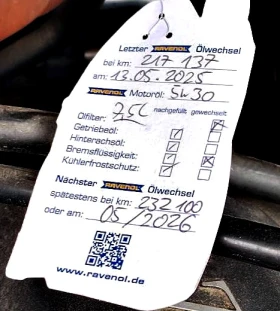 Letzter RAVENOL Ölwechsel
bei km: 217 137
am: 13.05.2025
RAVENOL Motoröl: 5W30
nachgefüllt gewechselt
Ölfilter:
Getriebeöl:
Hinterachsöl:
Bremsflüssigkeit:
Kühlerfrostschutz:
Nächster RAVENOL Ölwechsel
spätestens bei km: 232 100
oder am: 05/2026
www.ravenol.de